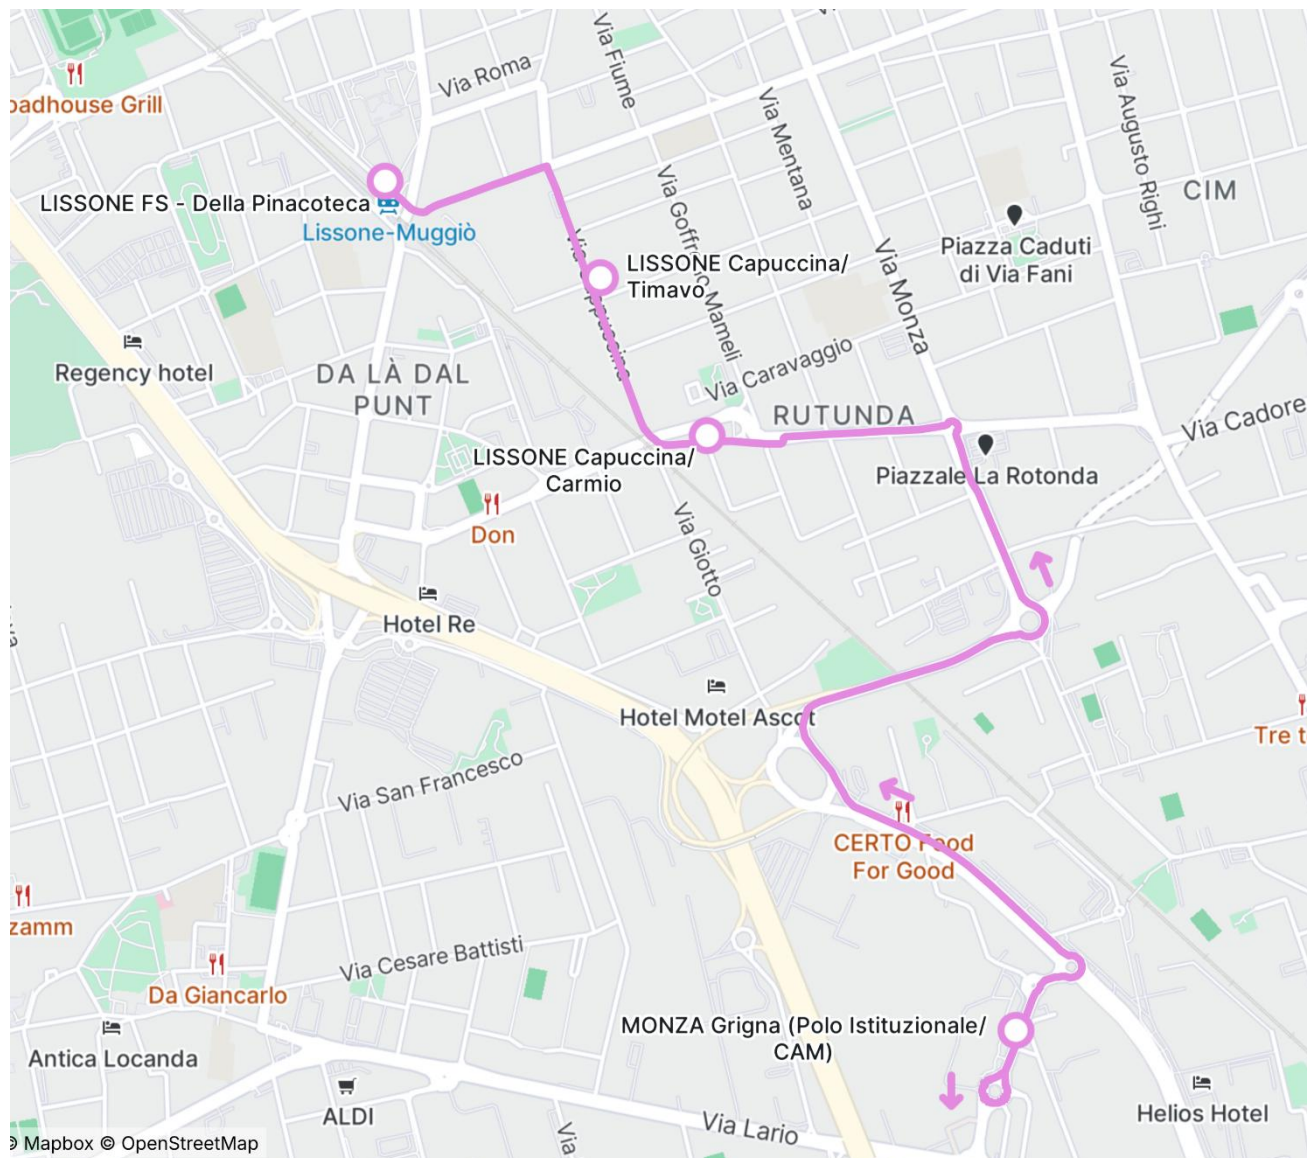 Via Roma
Via Fiume
Via Augusto Righi
oadhouse Grill
Via Mentana
CIM
LISSONE FS - Della Pinacoteca
Lissone-Muggiò
Via Goffredo Mameli
Piazza Caduti
di Via Fani
LISSONE Capuccina/
Timavo
Via Cappuccina
Via Monza
Regency hotel
DA LÀ DAL
PUNT
Via Caravaggio
RUTUNDA
Via Cadore
LISSONE Capuccina/
Carmio
Piazzale La Rotonda
Don
Via Giotto
Hotel Re
Hotel Motel Ascot
Tre t
Via San Francesco
CERTO Food
For Good
zamm
Via Cesare Battisti
Da Giancarlo
MONZA Grigna (Polo Istituzionale/
CAM)
Antica Locanda
ALDI
Helios Hotel
Via Lario
Via
© Mapbox © OpenStreetMap